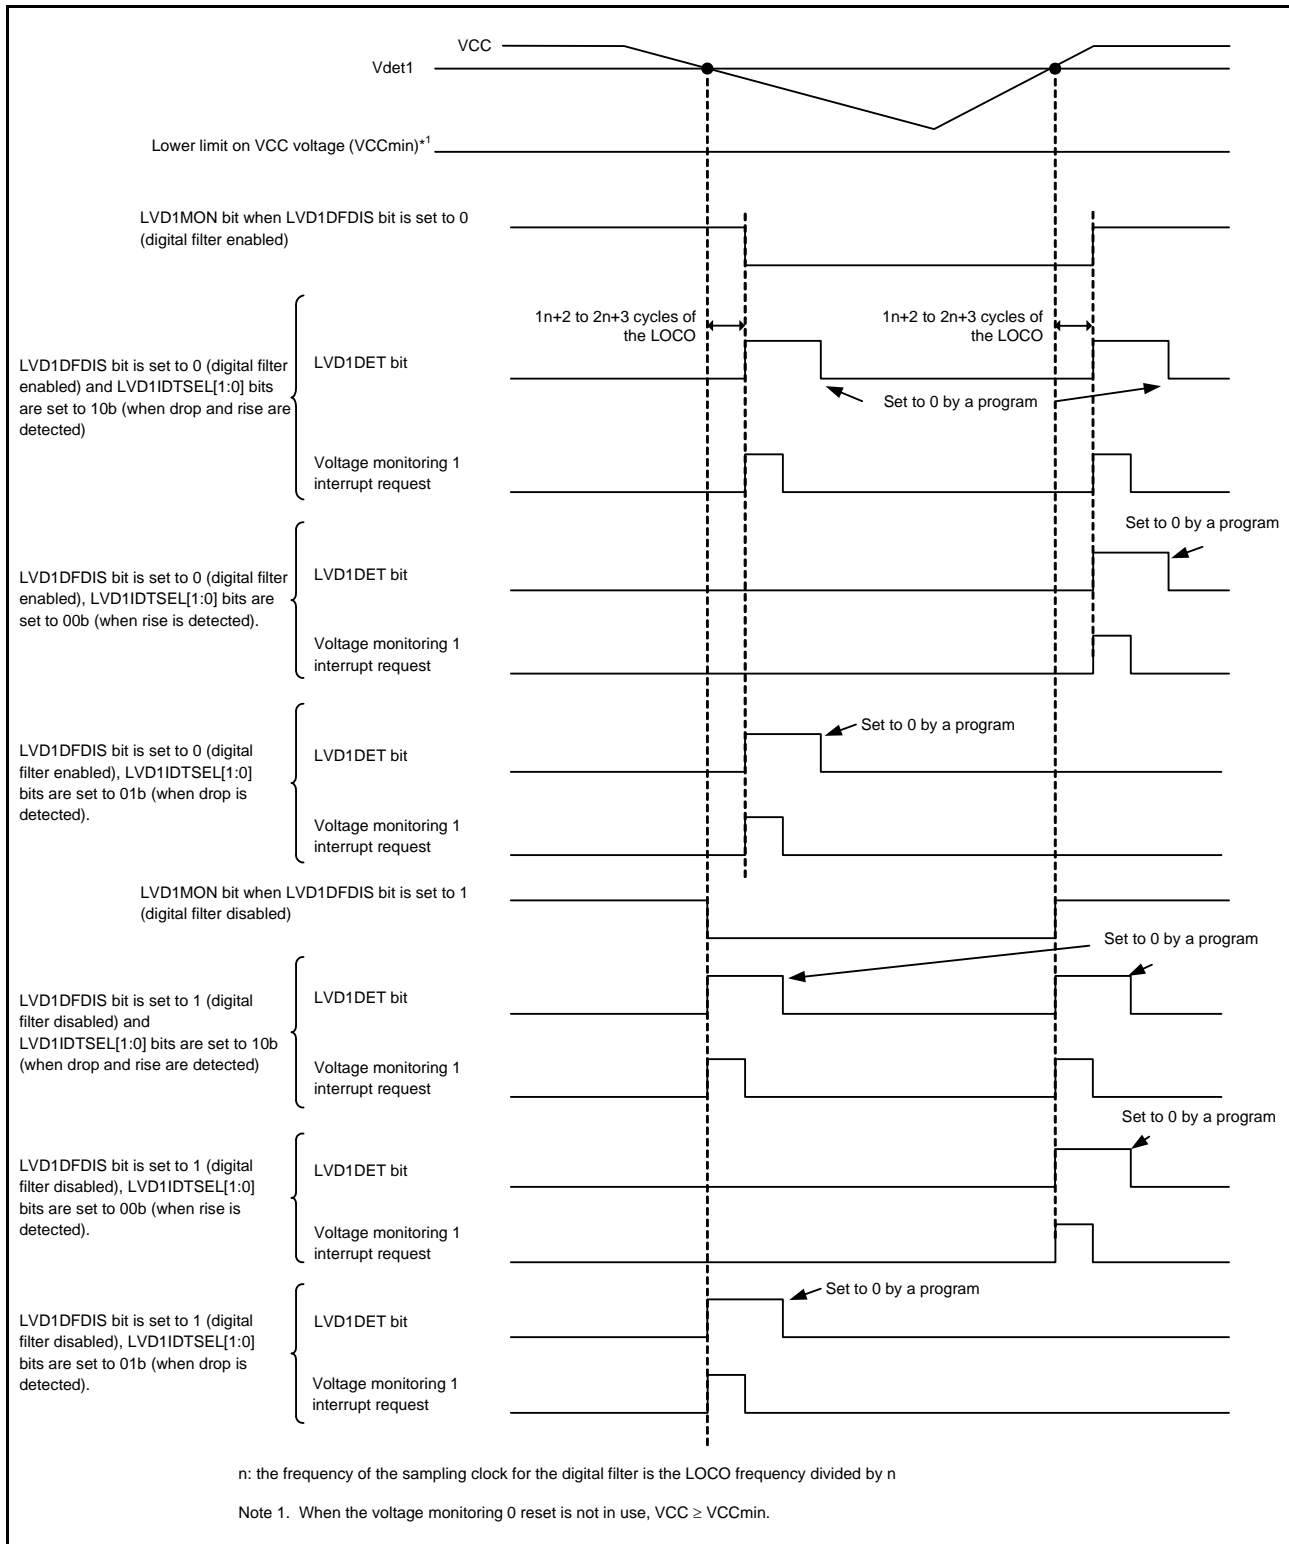 VCC
Vdet1
Lower limit on VCC voltage (VCCmin)*1
LVD1MON bit when LVD1DFDIS bit is set to 0
(digital filter enabled)
1n+2 to 2n+3 cycles of
the LOCO
1n+2 to 2n+3 cycles of
the LOCO
LVD1DFDIS bit is set to 0 (digital filter
enabled) and LVD1IDTSEL[1:0] bits
are set to 10b (when drop and rise are
detected)
LVD1DET bit
Set to 0 by a program
Voltage monitoring 1
interrupt request
Set to 0 by a program
LVD1DFDIS bit is set to 0 (digital filter
enabled), LVD1IDTSEL[1:0] bits are
set to 00b (when rise is detected).
LVD1DET bit
Voltage monitoring 1
interrupt request
Set to 0 by a program
LVD1DFDIS bit is set to 0 (digital
filter enabled), LVD1IDTSEL[1:0]
bits are set to 01b (when drop is
detected).
LVD1DET bit
Voltage monitoring 1
interrupt request
LVD1MON bit when LVD1DFDIS bit is set to 1
(digital filter disabled)
Set to 0 by a program
LVD1DFDIS bit is set to 1 (digital
filter disabled) and
LVD1IDTSEL[1:0] bits are set to 10b
(when drop and rise are detected)
LVD1DET bit
Voltage monitoring 1
interrupt request
Set to 0 by a program
LVD1DFDIS bit is set to 1 (digital
filter disabled), LVD1IDTSEL[1:0]
bits are set to 00b (when rise is
detected).
LVD1DET bit
Voltage monitoring 1
interrupt request
Set to 0 by a program
LVD1DFDIS bit is set to 1 (digital
filter disabled), LVD1IDTSEL[1:0]
bits are set to 01b (when drop is
detected).
LVD1DET bit
Voltage monitoring 1
interrupt request
n: the frequency of the sampling clock for the digital filter is the LOCO frequency divided by n
Note 1. When the voltage monitoring 0 reset is not in use, VCC ≥ VCCmin.